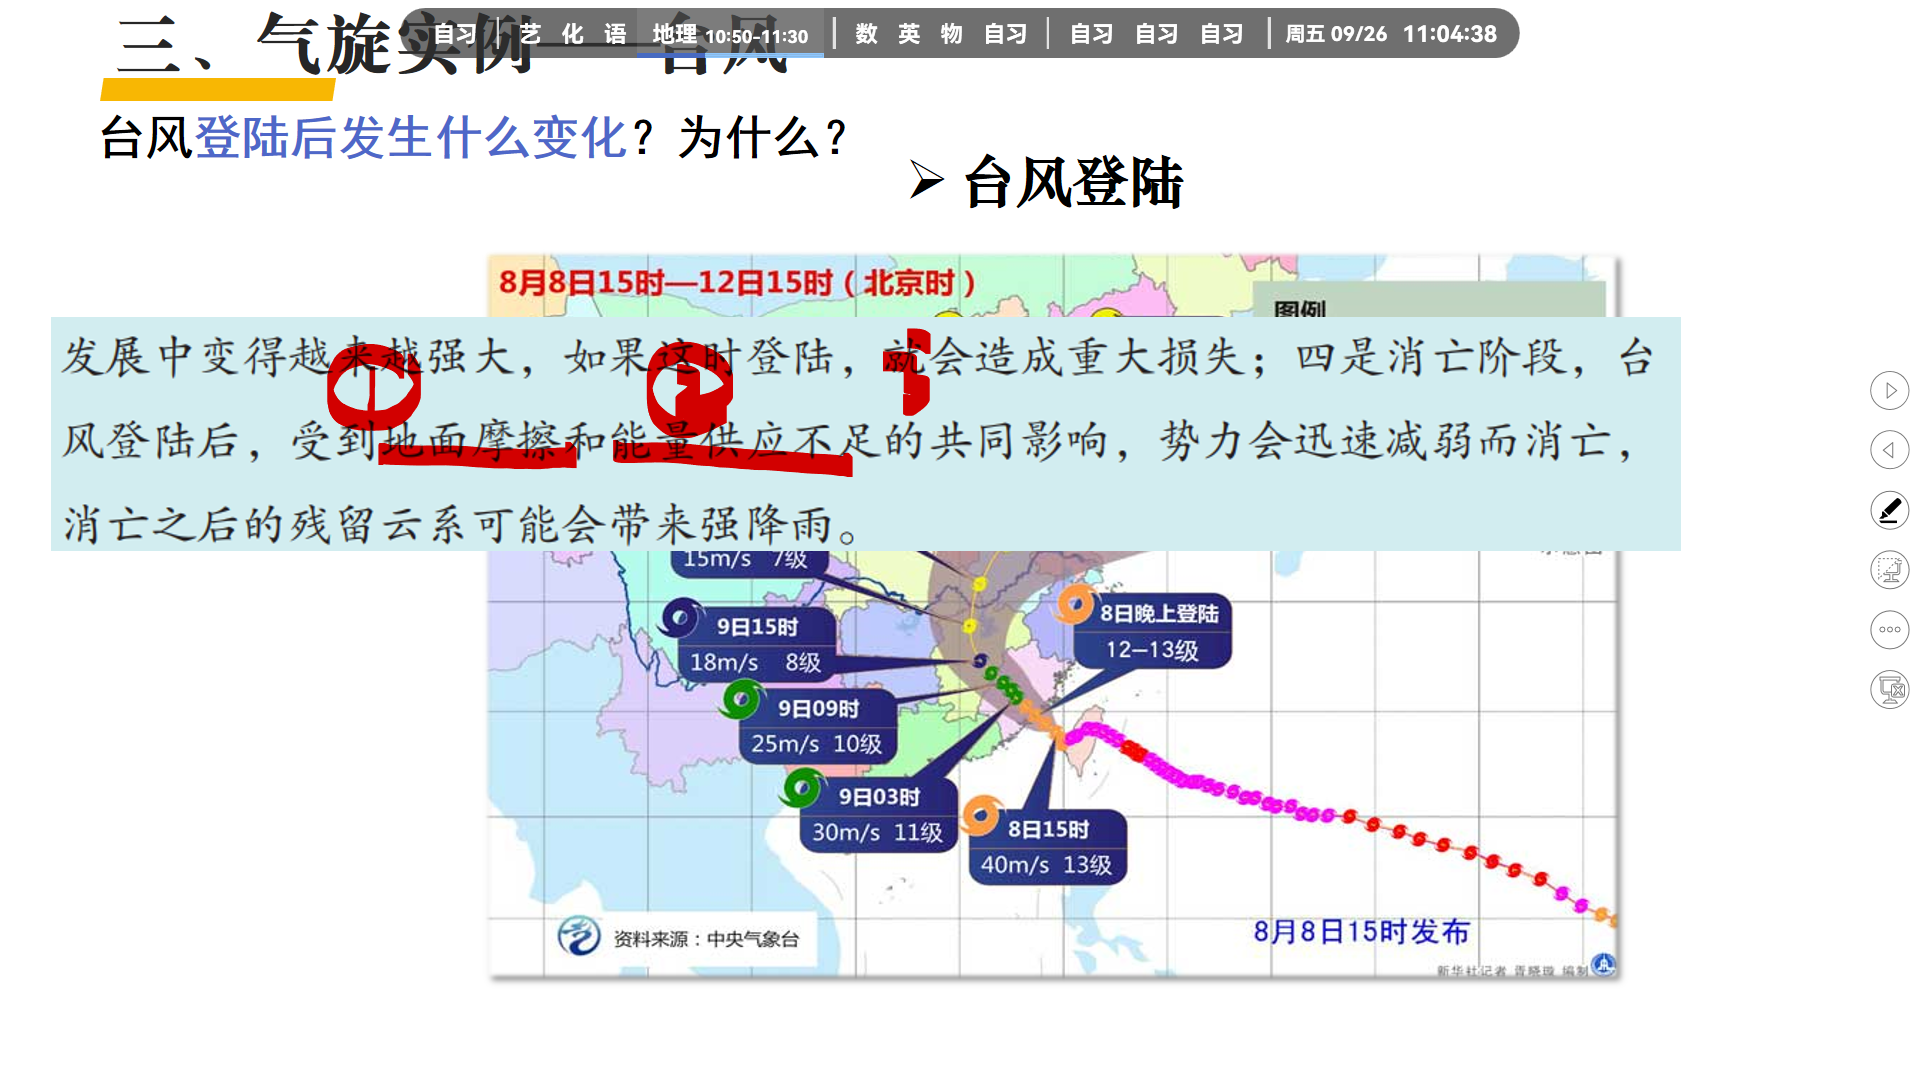 三、气旋实例——台风
自习 | 艺 化 语 地理 10:50-11:30 | 数 英 物 自习 | 自习 自习 自习 | 周五 09/26 11:04:38
台风登陆后发生什么变化？为什么？
➢ 台风登陆
8月8日15时—12日15时（北京时）
图例
发展中变得越来越强大，如果这时登陆，就会造成重大损失；四是消亡阶段，台
风登陆后，受到地面摩擦和能量供应不足的共同影响，势力会迅速减弱而消亡，
消亡之后的残留云系可能会带来强降雨。
① ②
15m/s 7级
8日晚上登陆
12—13级
9日15时
18m/s 8级
9日09时
25m/s 10级
9日03时
30m/s 11级
8日15时
40m/s 13级
资料来源：中央气象台
8月8日15时发布
新华社记者 编制